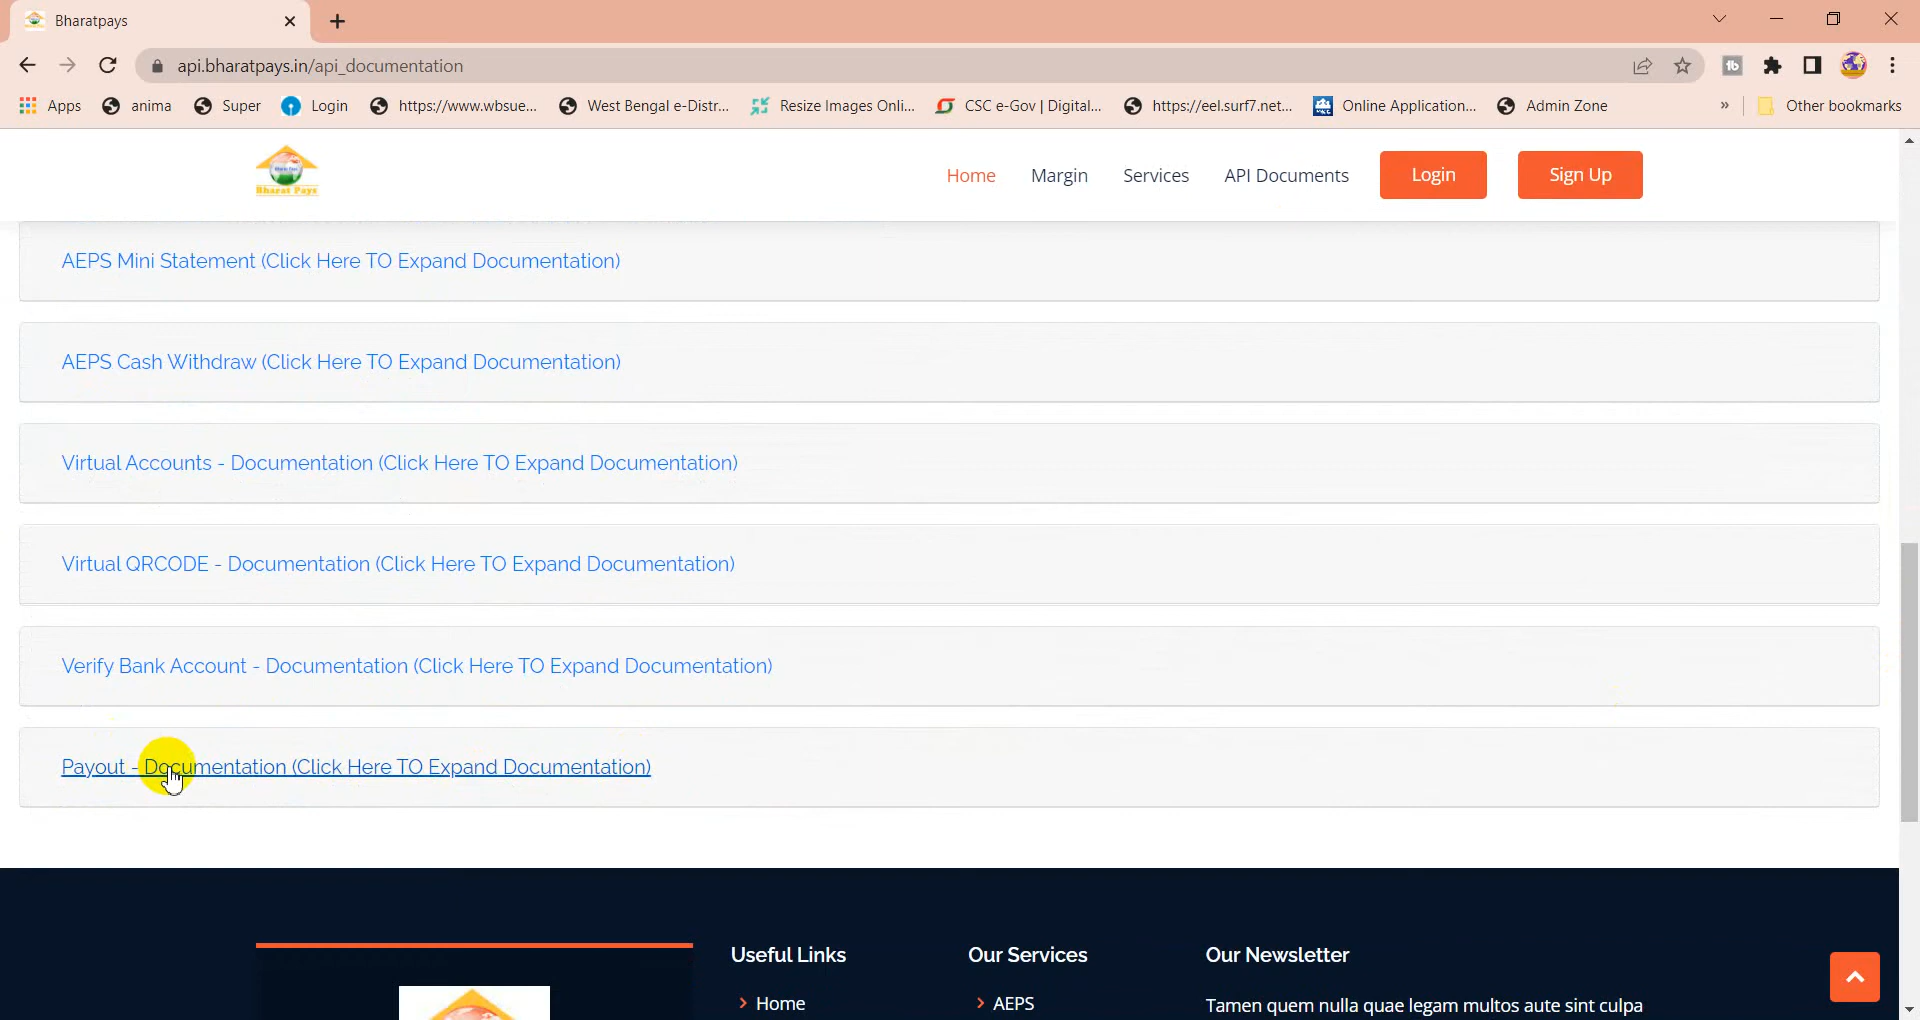 Bharatpays
api.bharatpays.in/api_documentation
Apps anima Super Login https://www.wbsue... West Bengal e-Distr... Resize Images Onli... CSC e-Gov | Digital... https://eel.surf7.net... Online Application... Admin Zone » Other bookmarks
Bharat Pays
Home Margin Services API Documents Login Sign Up
AEPS Mini Statement (Click Here TO Expand Documentation)
AEPS Cash Withdraw (Click Here TO Expand Documentation)
Virtual Accounts - Documentation (Click Here TO Expand Documentation)
Virtual QRCODE - Documentation (Click Here TO Expand Documentation)
Verify Bank Account - Documentation (Click Here TO Expand Documentation)
Payout - Documentation (Click Here TO Expand Documentation)
Useful Links Our Services Our Newsletter
Home AEPS Tamen quem nulla quae legam multos aute sint culpa